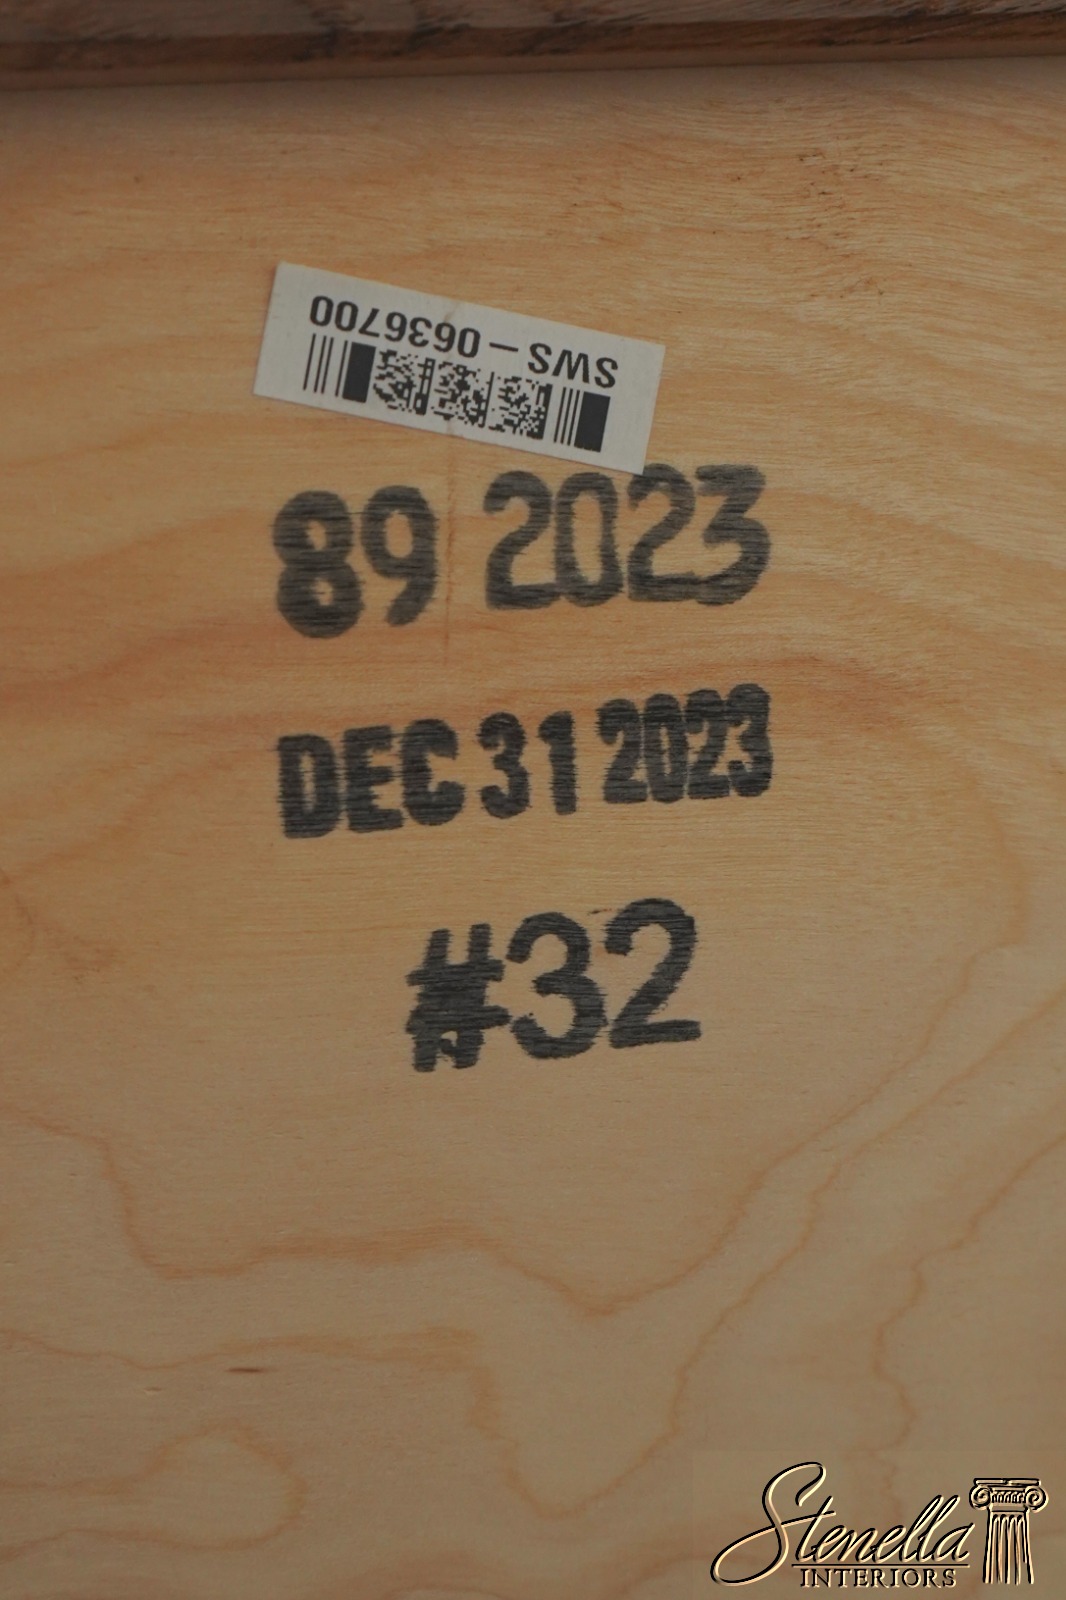 SWS – 0636700
89 2023
DEC 31 2023
#32
Stenella
INTERIORS